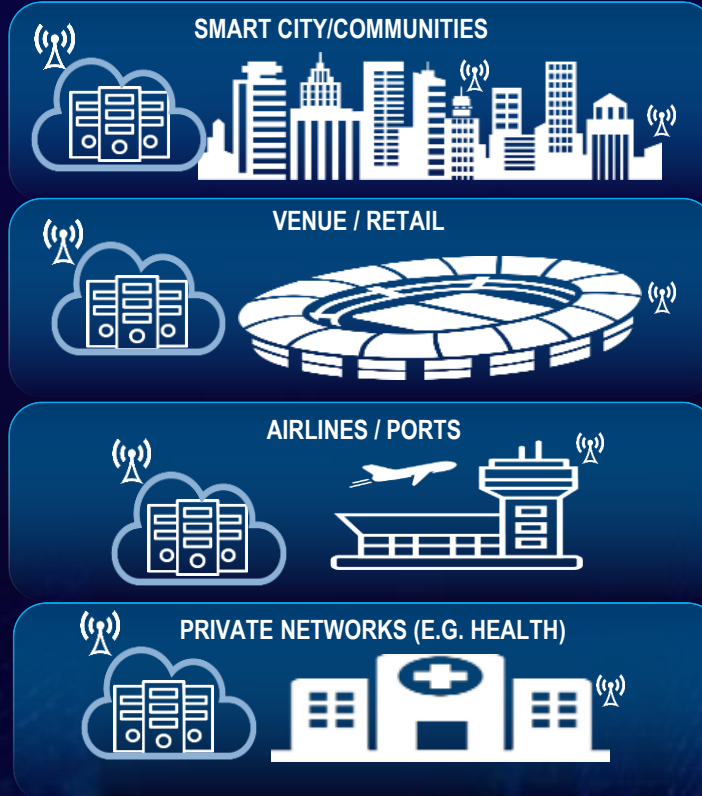 SMART CITY/COMMUNITIES
VENUE / RETAIL
AIRLINES / PORTS
PRIVATE NETWORKS (E.G. HEALTH)